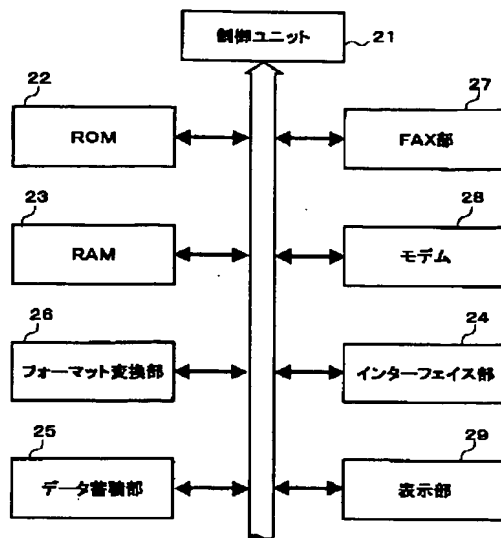 制御ユニット
21
22
ROM
27
FAX部
23
RAM
28
モデム
26
フォーマット変換部
24
インターフェイス部
25
データ蓄積部
29
表示部